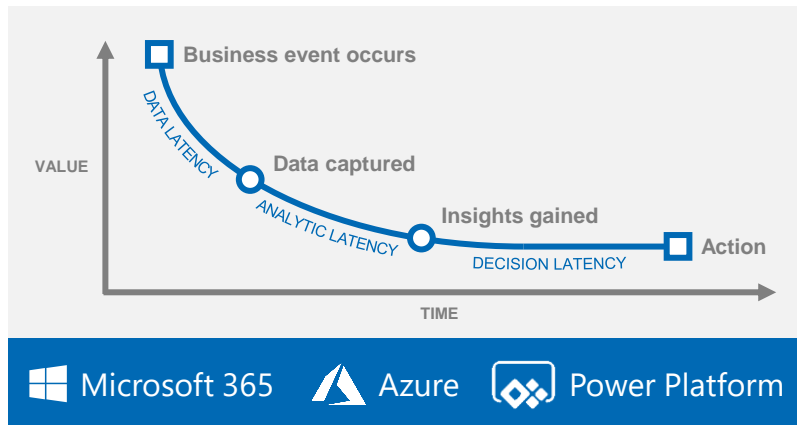 Business event occurs
DATA LATENCY
Data captured
VALUE
ANALYTIC LATENCY
Insights gained
DECISION LATENCY
Action
TIME
Microsoft 365
Azure
Power Platform